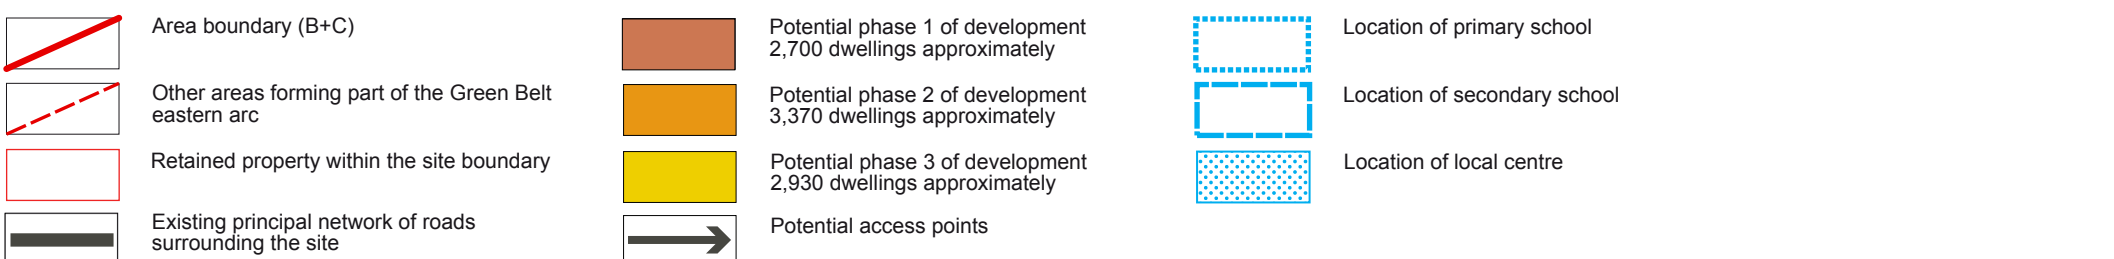 Area boundary (B+C)
Other areas forming part of the Green Belt
eastern arc
Retained property within the site boundary
Existing principal network of roads
surrounding the site
Potential phase 1 of development
2,700 dwellings approximately
Potential phase 2 of development
3,370 dwellings approximately
Potential phase 3 of development
2,930 dwellings approximately
Potential access points
Location of primary school
Location of secondary school
Location of local centre